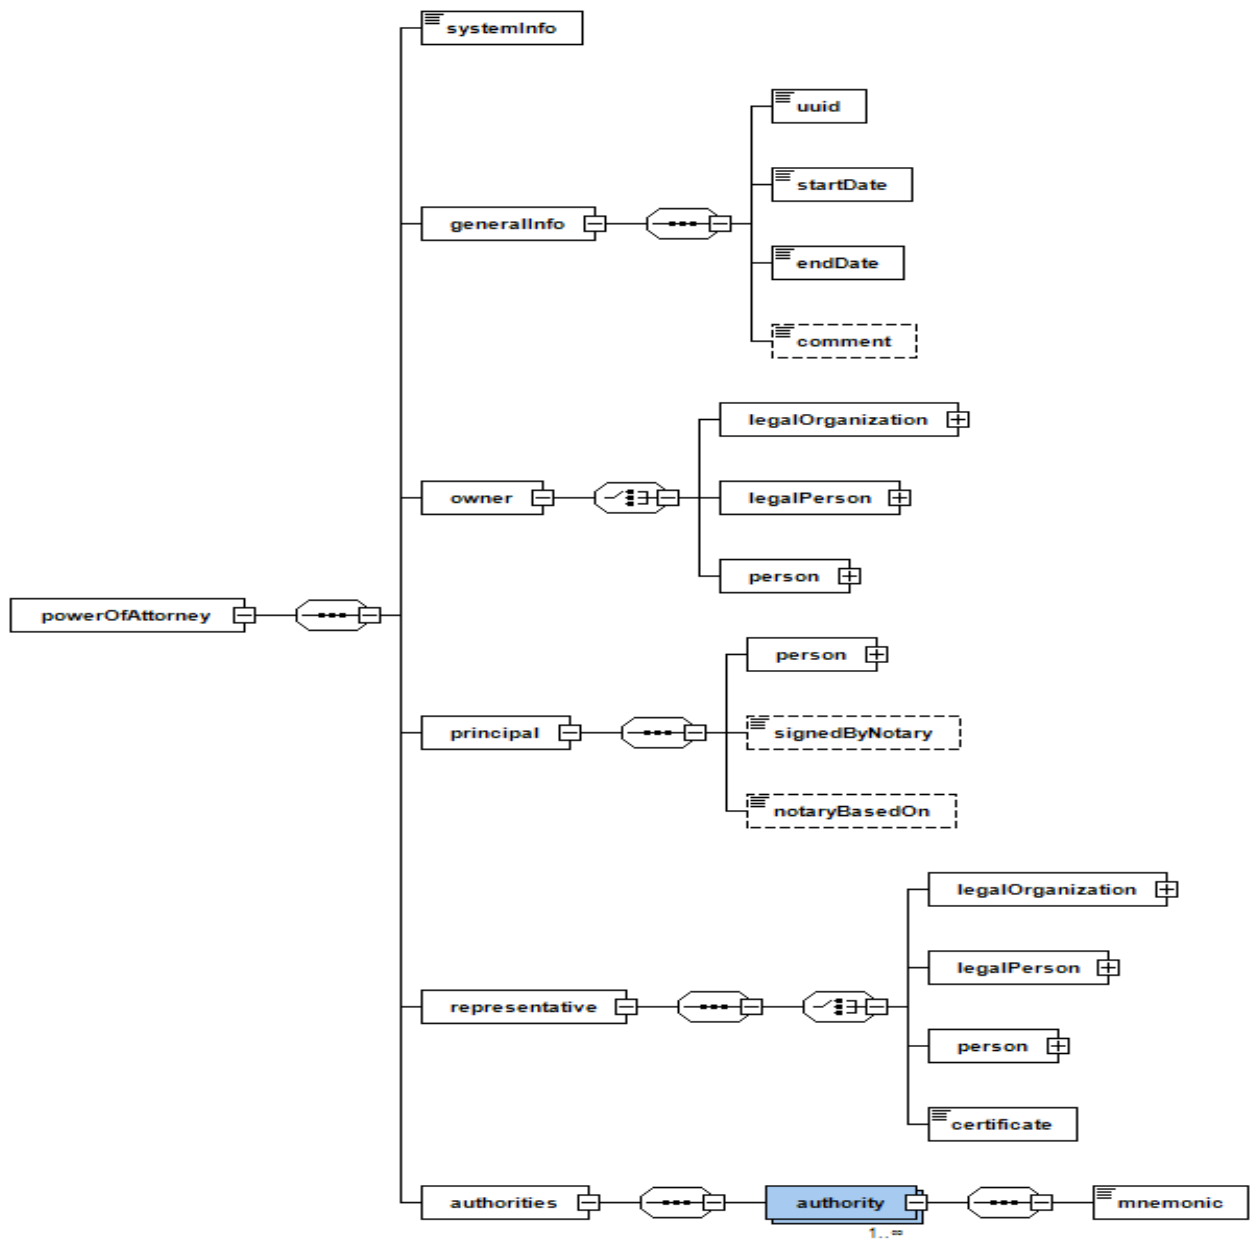 systemInfo
uuid
startDate
generalInfo
endDate
comment
legalOrganization
owner
legalPerson
person
powerOfAttorney
person
principal
signedByNotary
notaryBasedOn
legalOrganization
legalPerson
representative
person
certificate
authorities
authority
mnemonic
1..∞